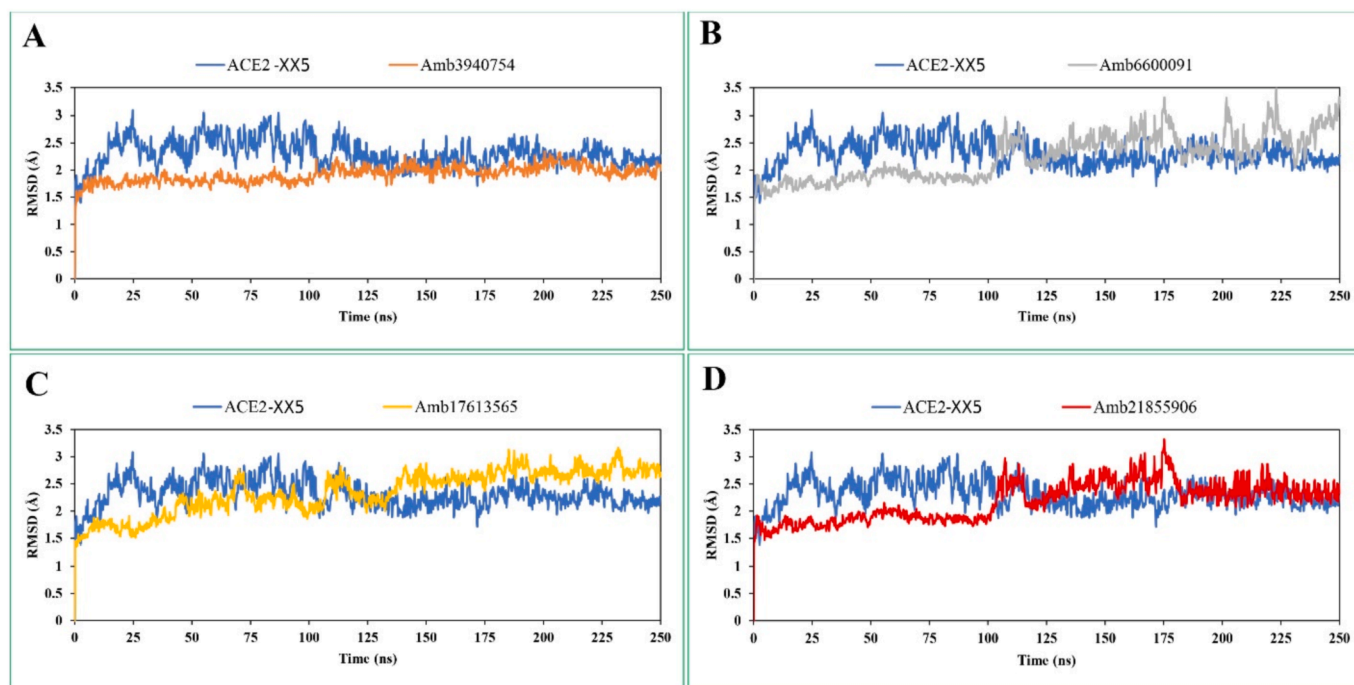 A
ACE2 -XX5 Amb3940754
3.5
3
2.5
2
1.5
1
0.5
0
RMSD (Å)
0 25 50 75 100 125 150 175 200 225 250
Time (ns)
B
ACE2-XX5 Amb6600091
3.5
3
2.5
2
1.5
1
0.5
0
RMSD (Å)
0 25 50 75 100 125 150 175 200 225 250
Time (ns)
C
ACE2-XX5 Amb17613565
3.5
3
2.5
2
1.5
1
0.5
0
RMSD (Å)
0 25 50 75 100 125 150 175 200 225 250
Time (ns)
D
ACE2-XX5 Amb21855906
3.5
3
2.5
2
1.5
1
0.5
0
RMSD (Å)
0 25 50 75 100 125 150 175 200 225 250
Time (ns)